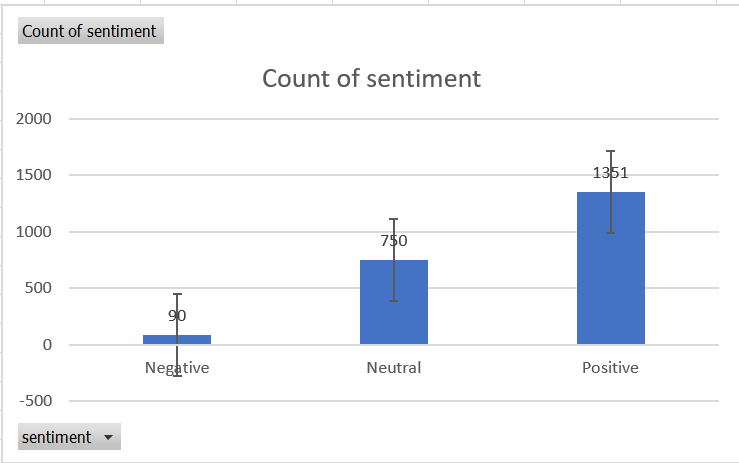 Count of sentiment
Count of sentiment
2000
1500
1000
500
0
-500
90
750
1351
Negative Neutral Positive
sentiment